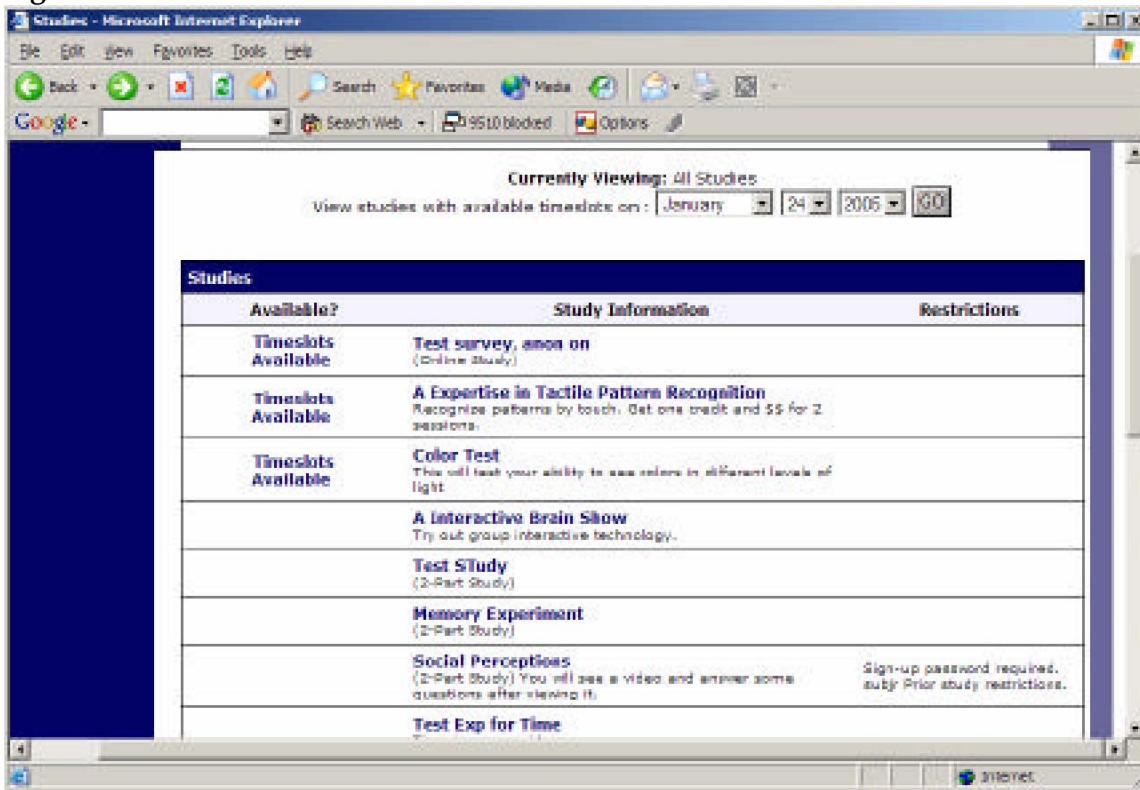 Studies - Microsoft Internet Explorer
File Edit View Favorites Tools Help
Back Search Favorites Media
Google Search Web 9510 blocked Options
Currently Viewing: All Studies
View studies with available timeslots on : January 24 2005 GO
Studies
Available? Study Information Restrictions
Timeslots Available
Test survey, anon on
(Online Study)
Timeslots Available
A Expertise in Tactile Pattern Recognition
Recognize patterns by touch. Get one credit and $5 for 2
sessions.
Timeslots Available
Color Test
This will test your ability to see colors in different levels of
light
A Interactive Brain Show
Try out group interactive technology.
Test STudy
(2-Part Study)
Memory Experiment
(2-Part Study)
Social Perceptions
(2-Part Study) You will see a video and answer some
questions after viewing it.
Sign-up password required.
subjr Prior study restrictions.
Test Exp for Time
Internet